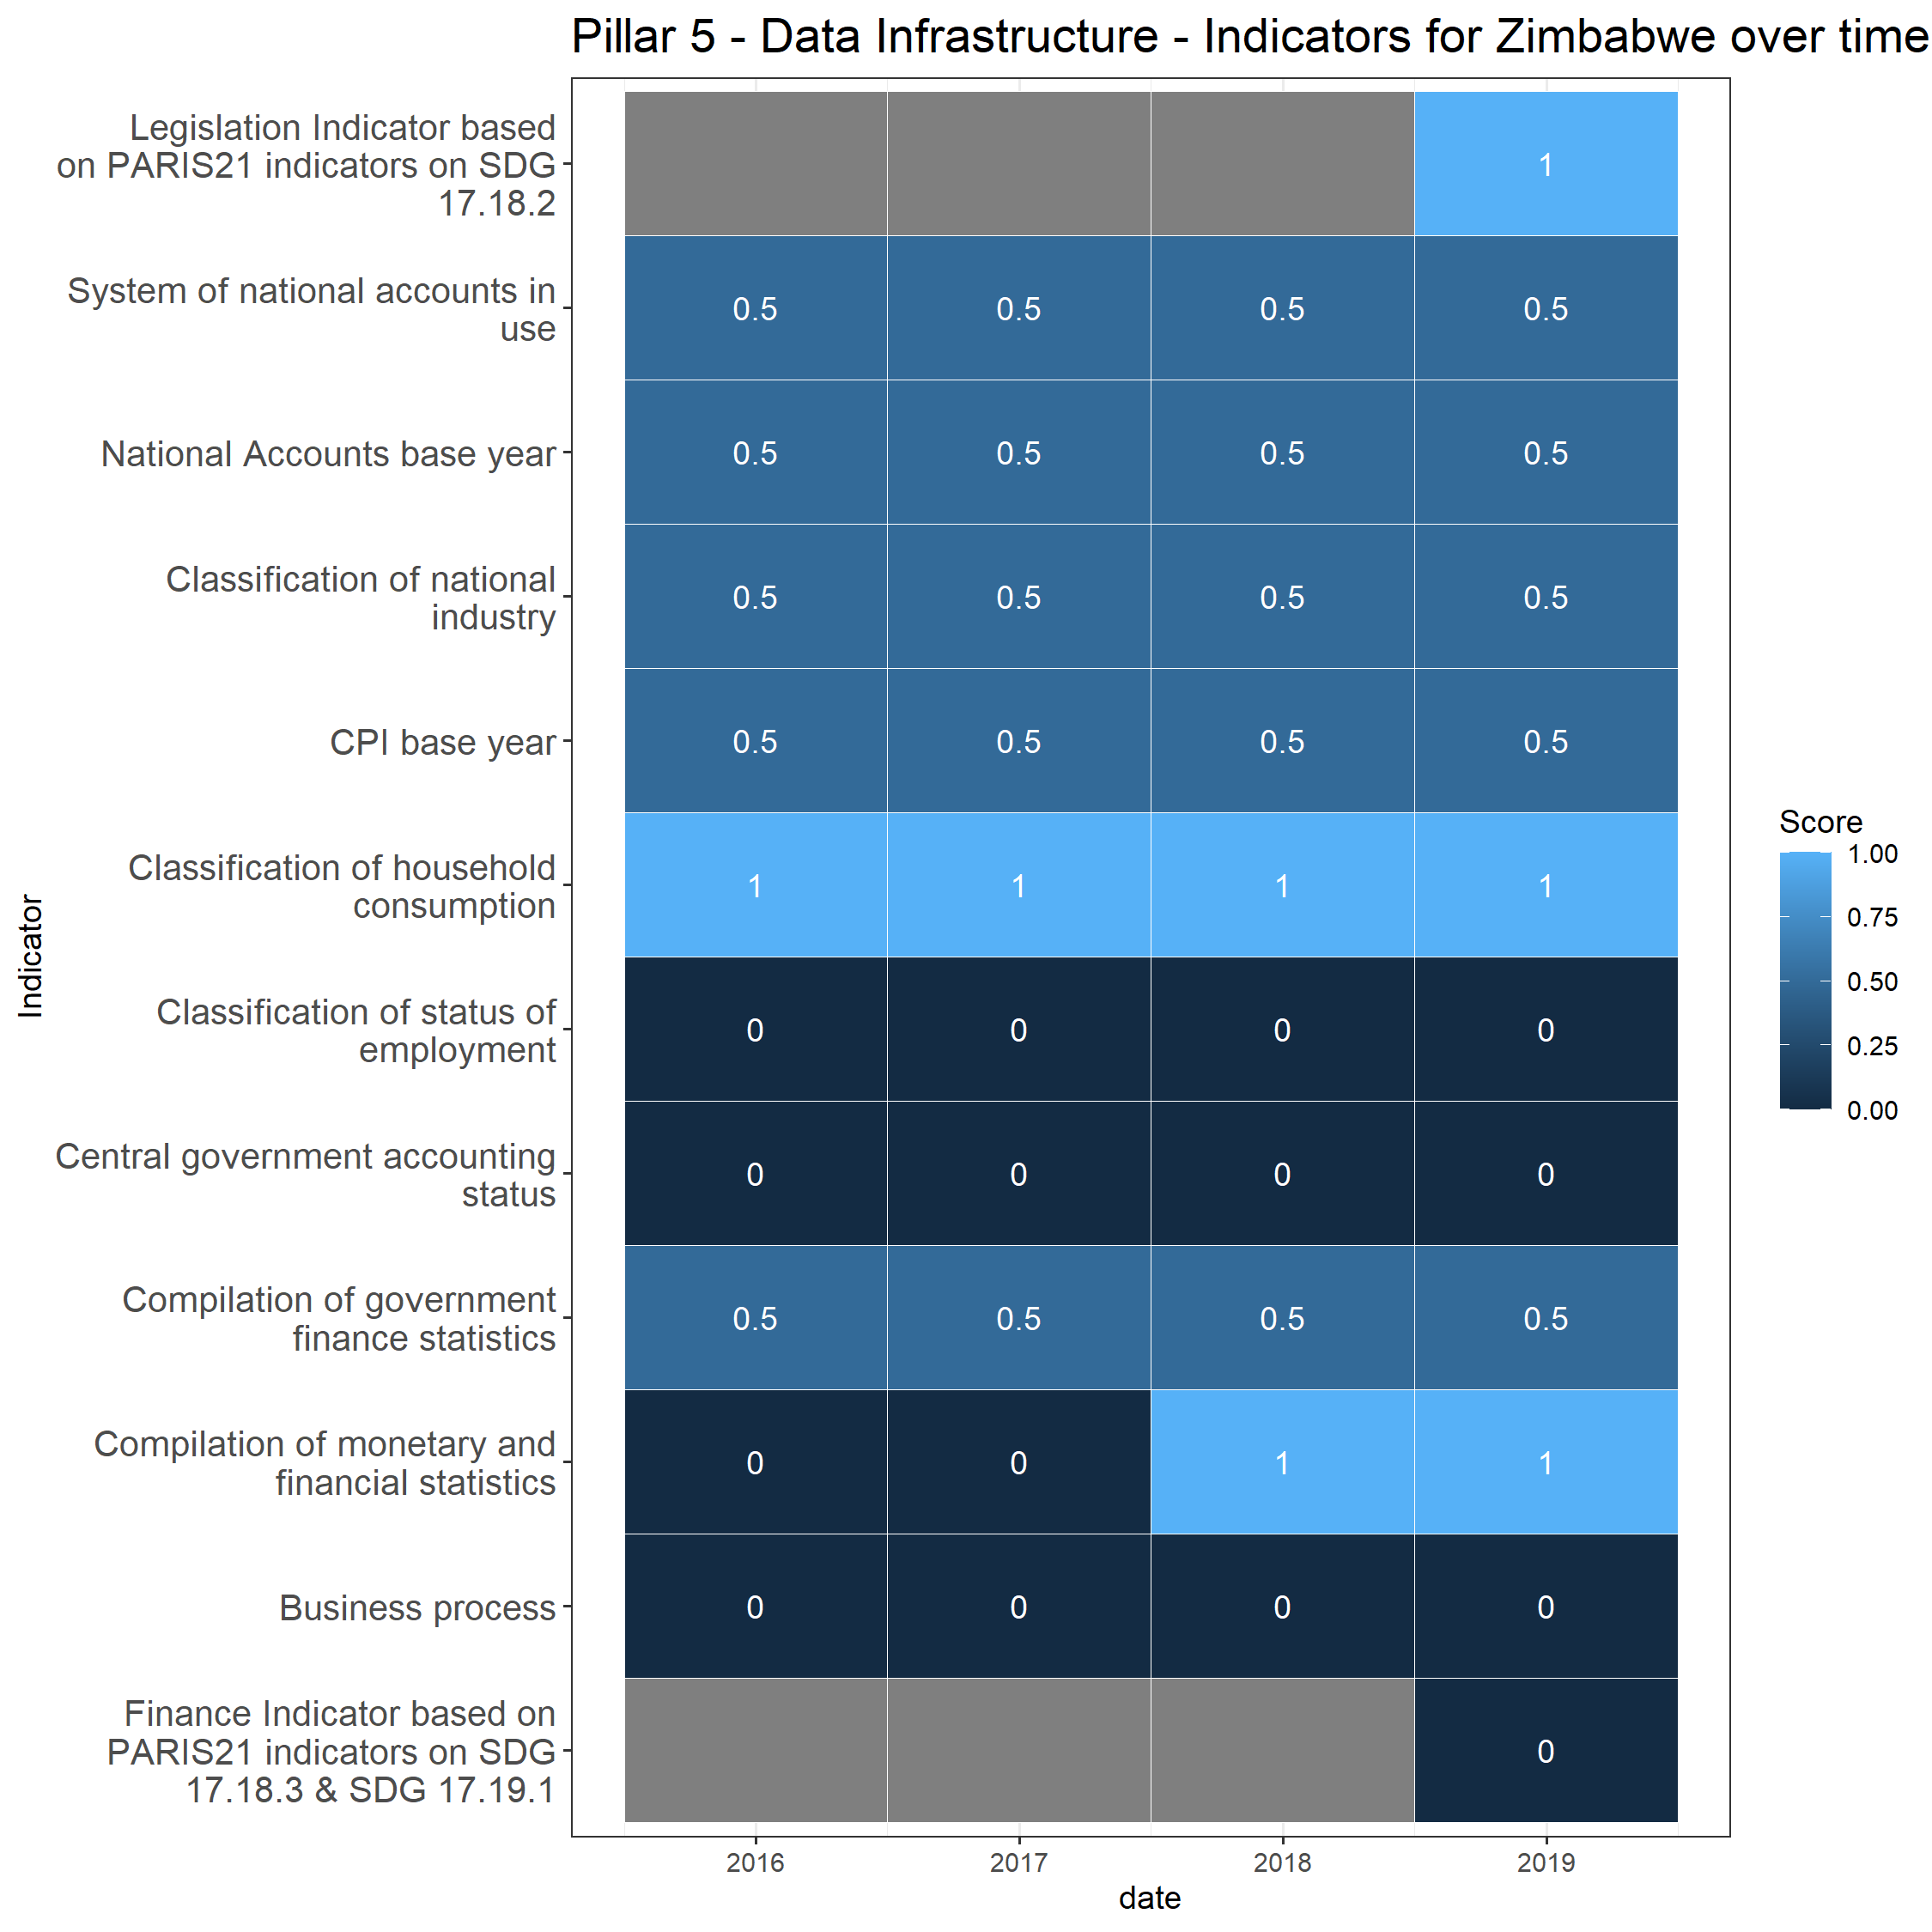 Pillar 5 - Data Infrastructure - Indicators for Zimbabwe over time
Legislation Indicator based
on PARIS21 indicators on SDG
17.18.2
1
System of national accounts in
use
0.5 0.5 0.5 0.5
National Accounts base year
0.5 0.5 0.5 0.5
Classification of national
industry
0.5 0.5 0.5 0.5
CPI base year
0.5 0.5 0.5 0.5
Classification of household
consumption
1 1 1 1
Classification of status of
employment
0 0 0 0
Central government accounting
status
0 0 0 0
Compilation of government
finance statistics
0.5 0.5 0.5 0.5
Compilation of monetary and
financial statistics
0 0 1 1
Business process
0 0 0 0
Finance Indicator based on
PARIS21 indicators on SDG
17.18.3 & SDG 17.19.1
0
2016 2017 2018 2019
date
Indicator
Score
1.00
0.75
0.50
0.25
0.00